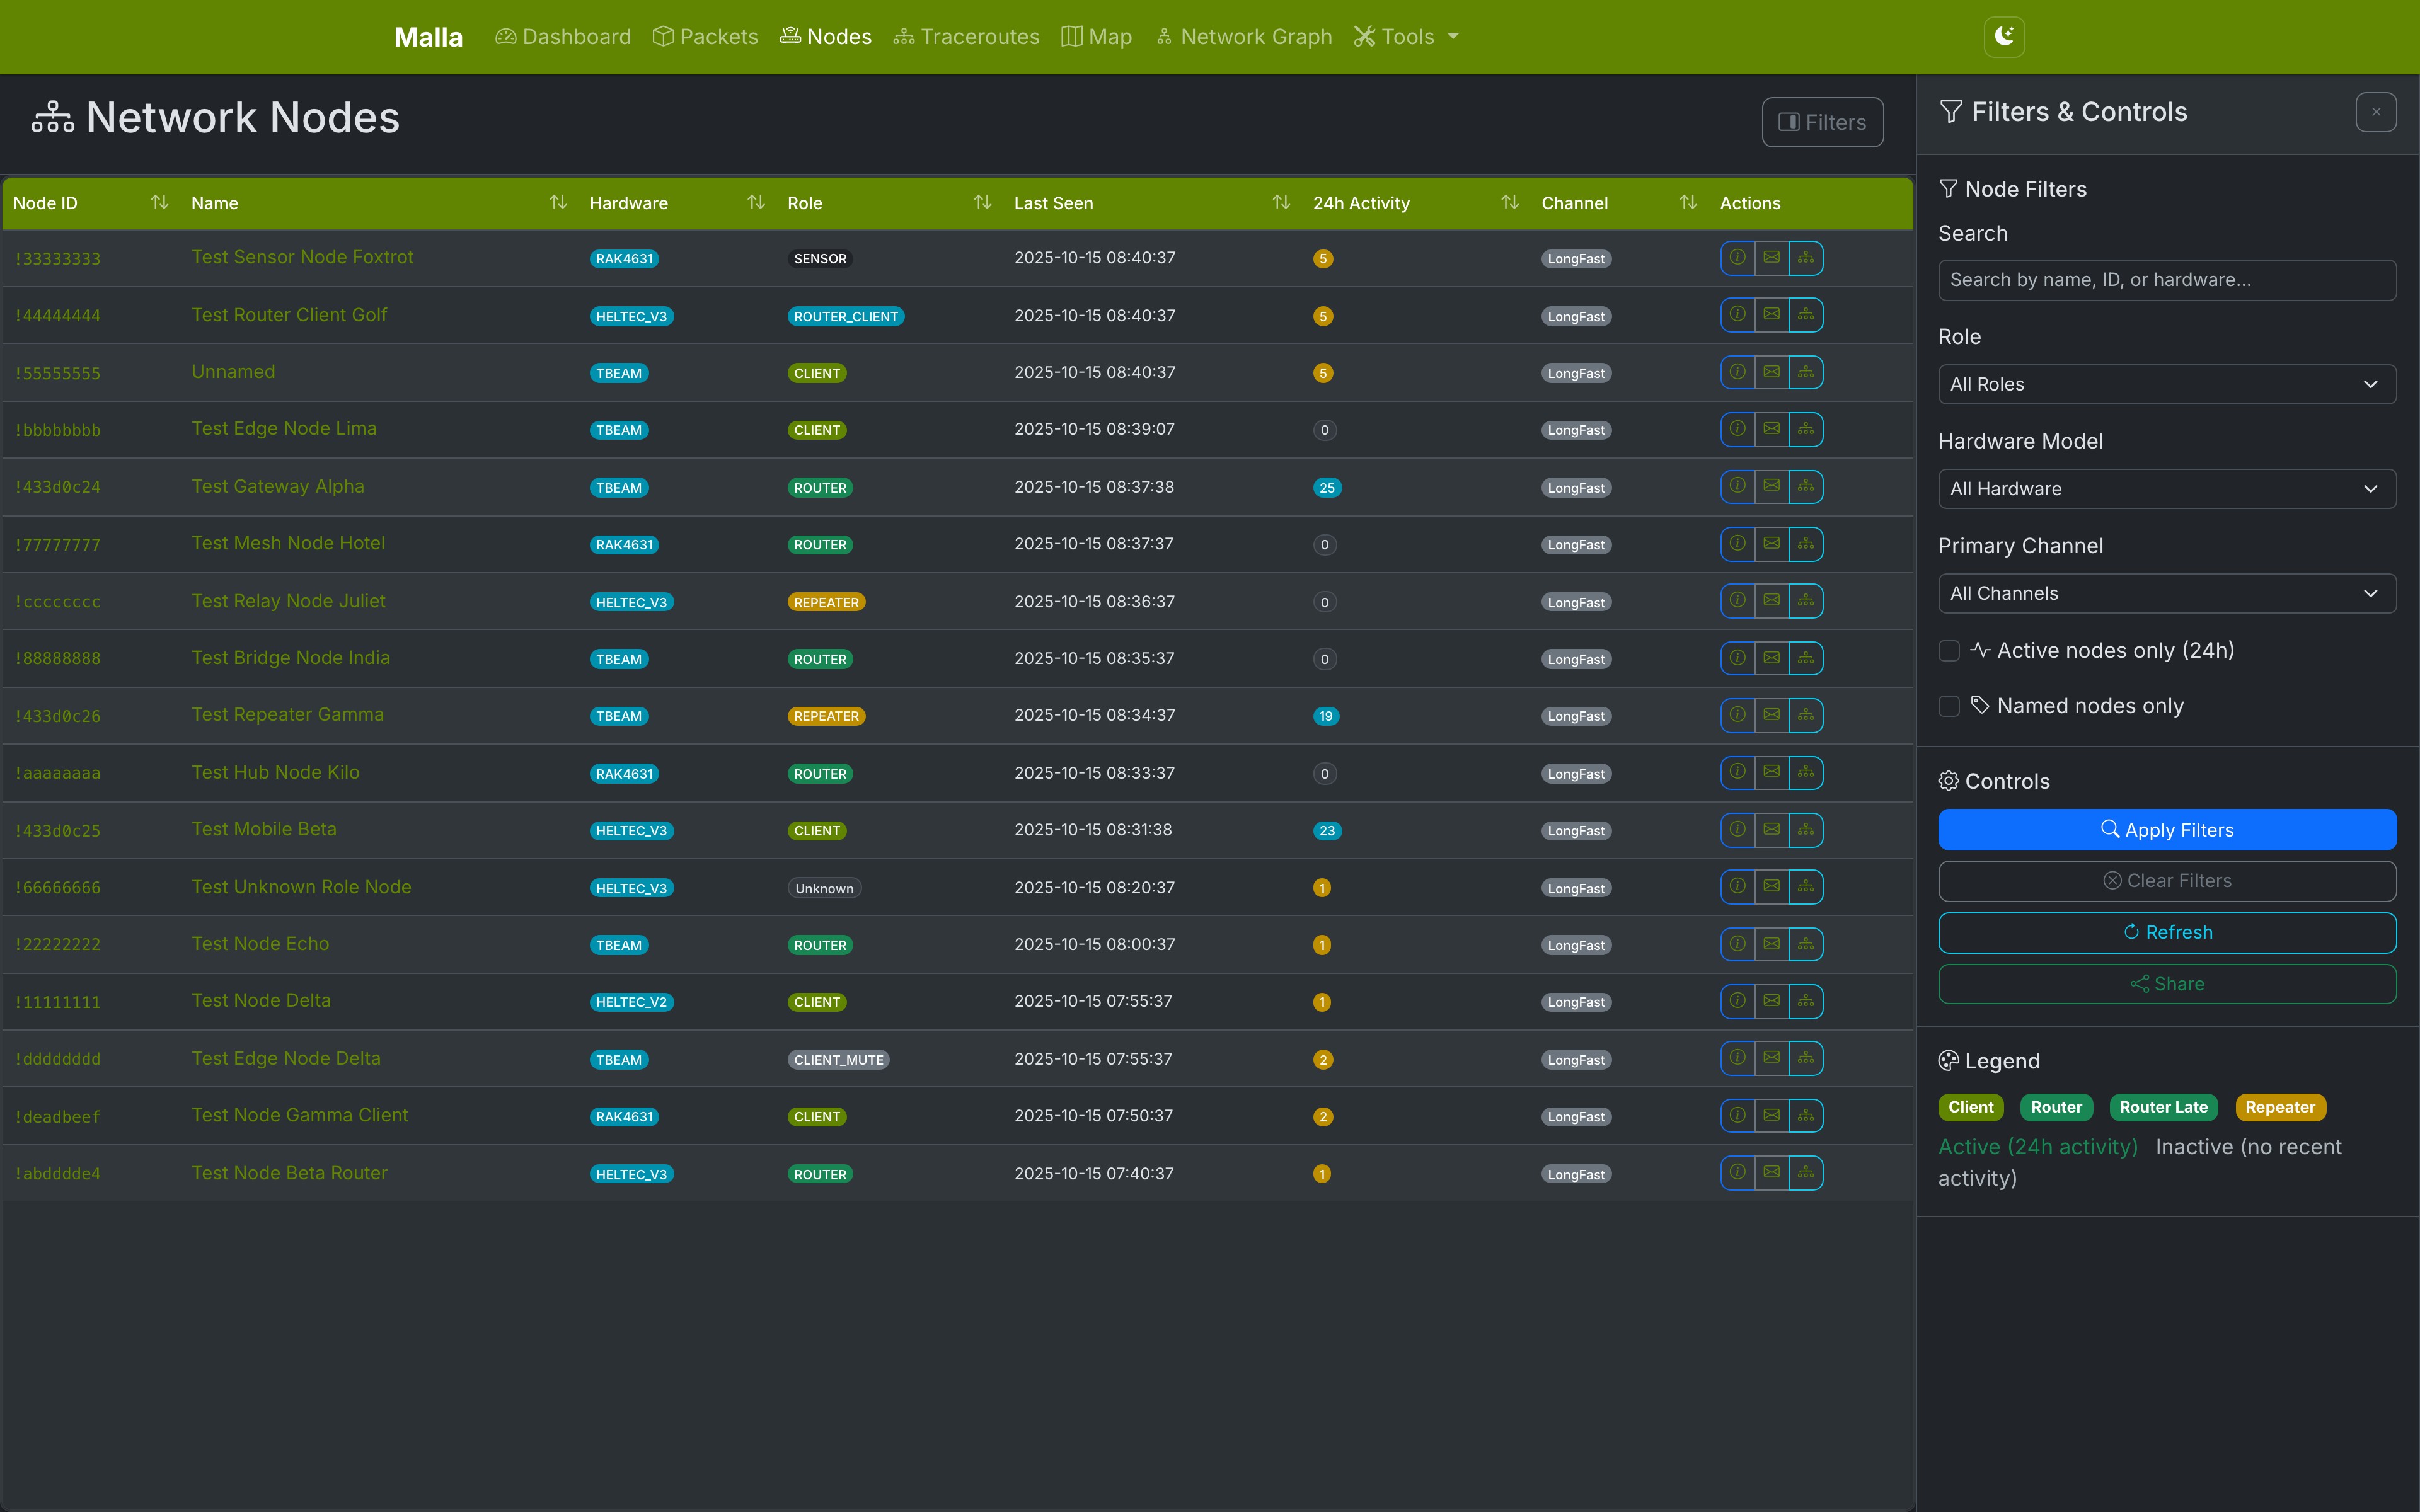 Malla Dashboard Packets Nodes Traceroutes Map Network Graph Tools
Network Nodes
Filters
Node ID Name Hardware Role Last Seen 24h Activity Channel Actions
!33333333 Test Sensor Node Foxtrot RAK4631 SENSOR 2025-10-15 08:40:37 5 LongFast
!44444444 Test Router Client Golf HELTEC_V3 ROUTER_CLIENT 2025-10-15 08:40:37 5 LongFast
!55555555 Unnamed TBEAM CLIENT 2025-10-15 08:40:37 5 LongFast
!bbbbbbbb Test Edge Node Lima TBEAM CLIENT 2025-10-15 08:39:07 0 LongFast
!433d0c24 Test Gateway Alpha TBEAM ROUTER 2025-10-15 08:37:38 25 LongFast
!77777777 Test Mesh Node Hotel RAK4631 ROUTER 2025-10-15 08:37:37 0 LongFast
!cccccccc Test Relay Node Juliet HELTEC_V3 REPEATER 2025-10-15 08:36:37 0 LongFast
!88888888 Test Bridge Node India TBEAM ROUTER 2025-10-15 08:35:37 0 LongFast
!433d0c26 Test Repeater Gamma TBEAM REPEATER 2025-10-15 08:34:37 19 LongFast
!aaaaaaaa Test Hub Node Kilo RAK4631 ROUTER 2025-10-15 08:33:37 0 LongFast
!433d0c25 Test Mobile Beta HELTEC_V3 CLIENT 2025-10-15 08:31:38 23 LongFast
!66666666 Test Unknown Role Node HELTEC_V3 Unknown 2025-10-15 08:20:37 1 LongFast
!22222222 Test Node Echo TBEAM ROUTER 2025-10-15 08:00:37 1 LongFast
!11111111 Test Node Delta HELTEC_V2 CLIENT 2025-10-15 07:55:37 1 LongFast
!dddddddd Test Edge Node Delta TBEAM CLIENT_MUTE 2025-10-15 07:55:37 2 LongFast
!deadbeef Test Node Gamma Client RAK4631 CLIENT 2025-10-15 07:50:37 2 LongFast
!abdddde4 Test Node Beta Router HELTEC_V3 ROUTER 2025-10-15 07:40:37 1 LongFast
Filters & Controls
Node Filters
Search
Search by name, ID, or hardware...
Role
All Roles
Hardware Model
All Hardware
Primary Channel
All Channels
Active nodes only (24h)
Named nodes only
Controls
Apply Filters
Clear Filters
Refresh
Share
Legend
Client Router Router Late Repeater
Active (24h activity) Inactive (no recent
activity)